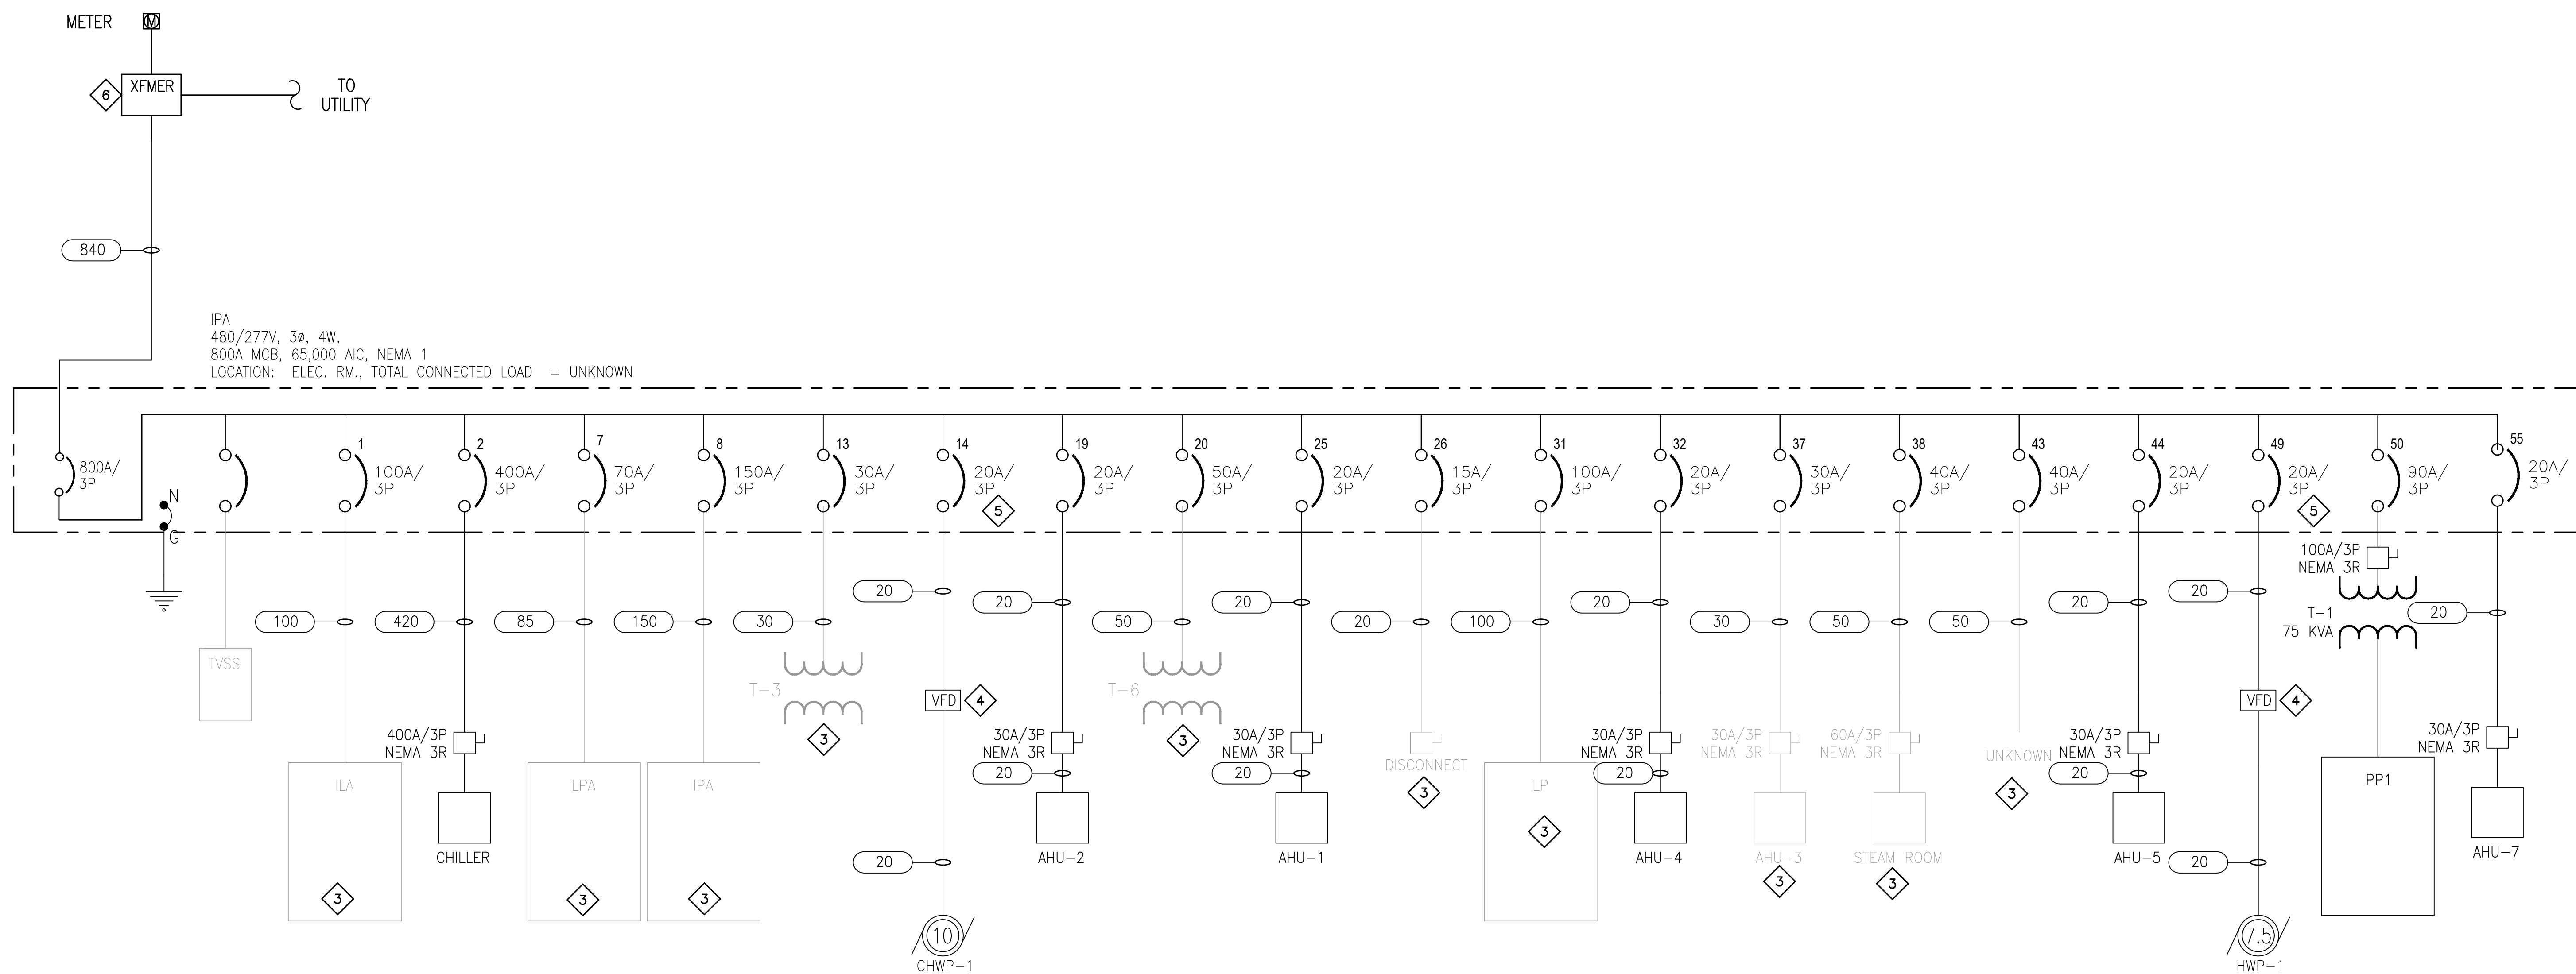 METER
M
6
XFMER
TO
UTILITY
840
IPA
480/277V, 3ø, 4W,
800A MCB, 65,000 AIC, NEMA 1
LOCATION: ELEC. RM., TOTAL CONNECTED LOAD = UNKNOWN
800A/
3P
N
G
TVSS
1
100A/
3P
100
ILA
3
2
400A/
3P
420
400A/3P
NEMA 3R
CHILLER
7
70A/
3P
85
LPA
3
8
150A/
3P
150
IPA
3
13
30A/
3P
30
T-3
3
14
20A/
3P
5
20
VFD
4
20
10
CHWP-1
19
20A/
3P
20
30A/3P
NEMA 3R
20
AHU-2
20
50A/
3P
50
T-6
3
25
20A/
3P
20
30A/3P
NEMA 3R
20
AHU-1
26
15A/
3P
20
DISCONNECT
3
31
100A/
3P
100
LP
3
32
20A/
3P
20
30A/3P
NEMA 3R
20
AHU-4
37
30A/
3P
30
30A/3P
NEMA 3R
AHU-3
3
38
40A/
3P
50
60A/3P
NEMA 3R
STEAM ROOM
3
43
40A/
3P
50
UNKNOWN
3
44
20A/
3P
20
30A/3P
NEMA 3R
20
AHU-5
49
20A/
3P
5
20
VFD
4
20
7.5
HWP-1
50
90A/
3P
100A/3P
NEMA 3R
T-1
75 KVA
PP1
55
20A/
3P
20
30A/3P
NEMA 3R
AHU-7